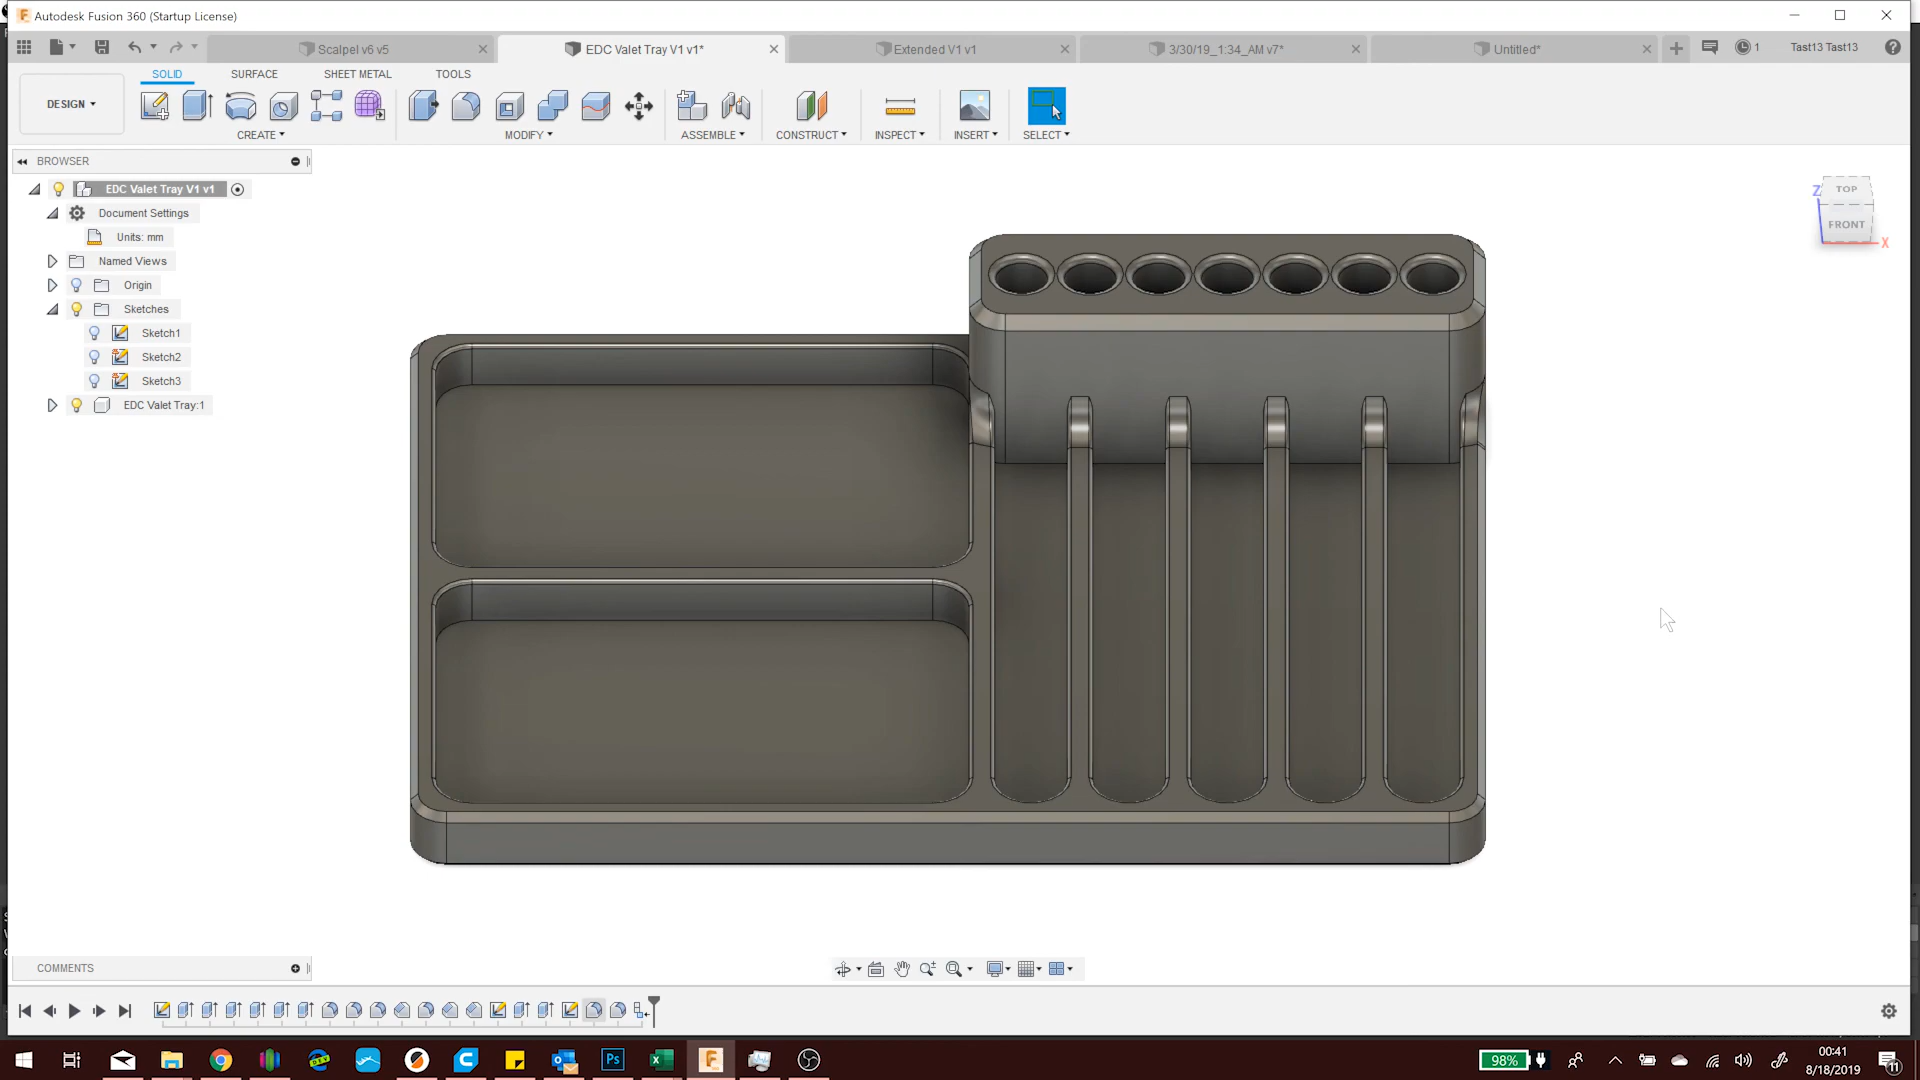 Autodesk Fusion 360 (Startup License)
Scalpel v6 v5
EDC Valet Tray V1 v1*
Extended V1 v1
3/30/19_1:34_AM v7*
Untitled*
1
Tast13 Tast13
DESIGN
SOLID
SURFACE
SHEET METAL
TOOLS
CREATE
MODIFY
ASSEMBLE
CONSTRUCT
INSPECT
INSERT
SELECT
BROWSER
EDC Valet Tray V1 v1
Document Settings
Units: mm
Named Views
Origin
Sketches
Sketch1
Sketch2
Sketch3
EDC Valet Tray:1
TOP
FRONT
Z
X
COMMENTS
98%
00:41
8/18/2019
11